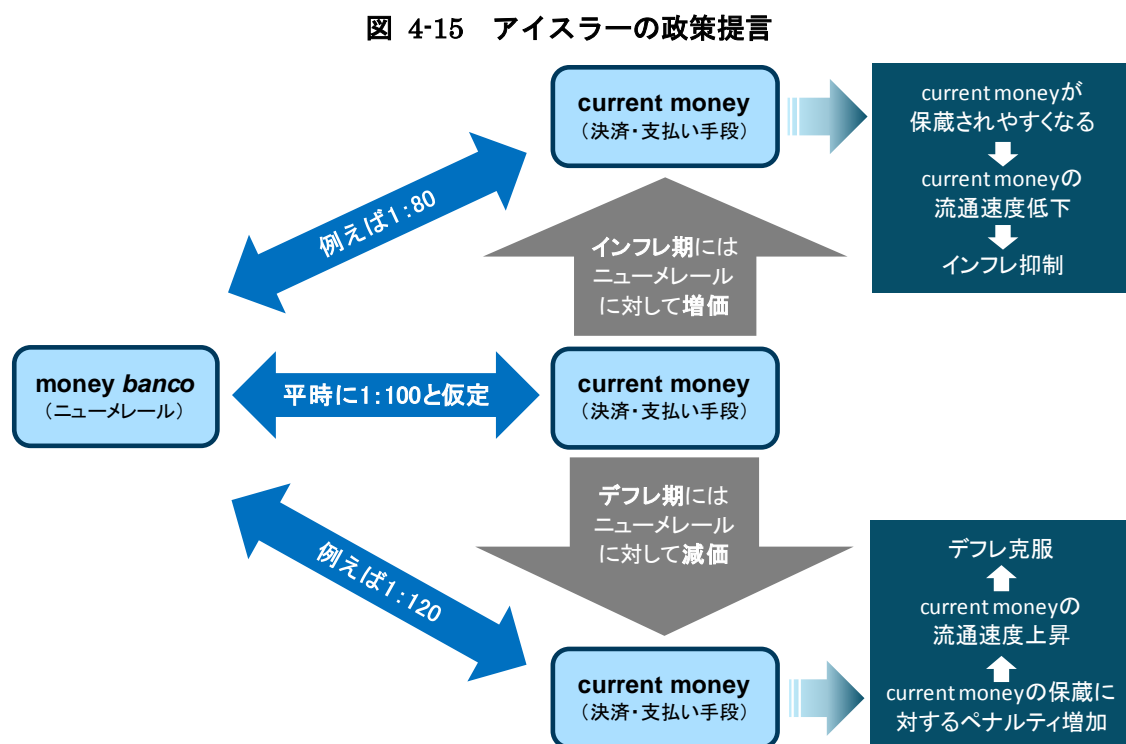 図 4-15 アイスラーの政策提言
current money
(決済・支払い手段)
current moneyが
保蔵されやすくなる
current moneyの
流通速度低下
インフレ抑制
例えば1:80
インフレ期には
ニューメレール
に対して増価
money banco
(ニューメレール)
平時に1:100と仮定
current money
(決済・支払い手段)
デフレ期には
ニューメレール
に対して減価
例えば1:120
current money
(決済・支払い手段)
デフレ克服
current moneyの
流通速度上昇
current moneyの保蔵に
対するペナルティ増加